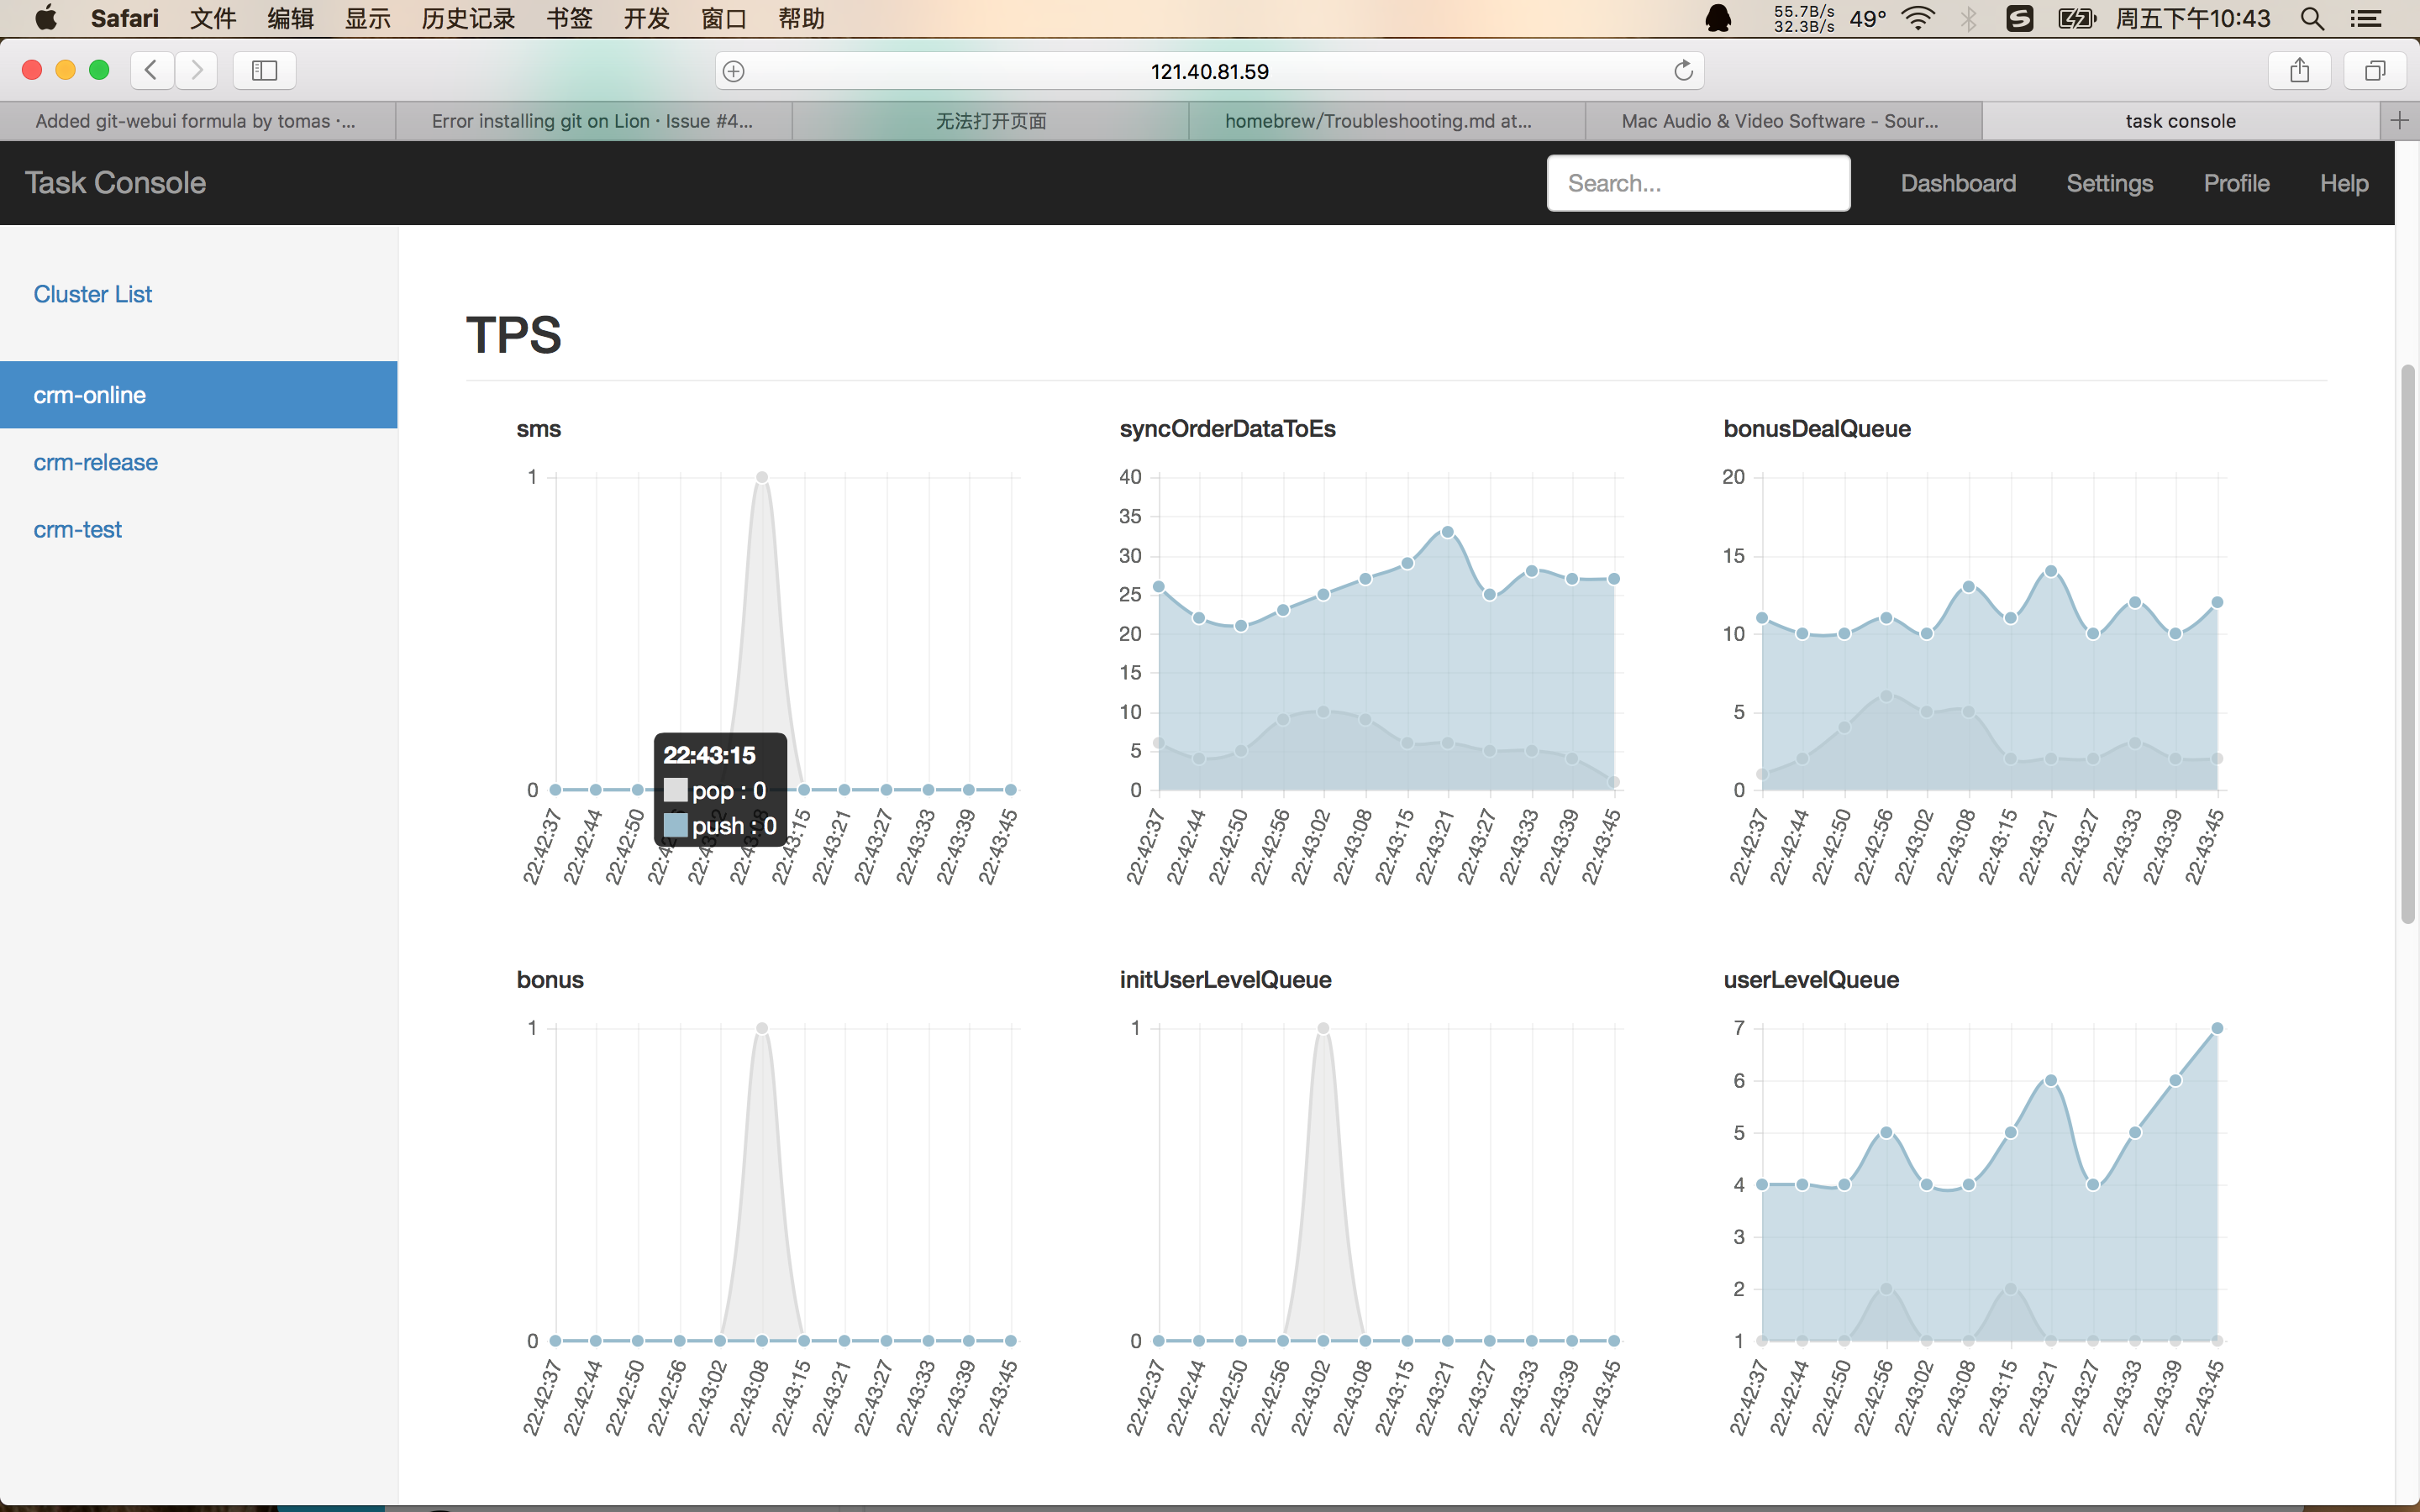 Safari 文件 编辑 显示 历史记录 书签 开发 窗口 帮助 55.7B/s 32.3B/s 49° 周五下午10:43
121.40.81.59
Added git-webui formula by tomas ·... Error installing git on Lion · Issue #4... 无法打开页面 homebrew/Troubleshooting.md at... Mac Audio & Video Software - Sour... task console
Task Console Search... Dashboard Settings Profile Help
Cluster List
crm-online
crm-release
crm-test
TPS
sms
1
0
22:43:15
pop : 0
push : 0
22:42:37 22:42:44 22:42:50 22:43:15 22:43:21 22:43:27 22:43:33 22:43:39 22:43:45
syncOrderDataToEs
40
35
30
25
20
15
10
5
0
22:42:37 22:42:44 22:42:50 22:42:56 22:43:02 22:43:08 22:43:15 22:43:21 22:43:27 22:43:33 22:43:39 22:43:45
bonusDealQueue
20
15
10
5
0
22:42:37 22:42:44 22:42:50 22:42:56 22:43:02 22:43:08 22:43:15 22:43:21 22:43:27 22:43:33 22:43:39 22:43:45
bonus
1
0
22:42:37 22:42:44 22:42:50 22:42:56 22:43:02 22:43:08 22:43:15 22:43:21 22:43:27 22:43:33 22:43:39 22:43:45
initUserLevelQueue
1
0
22:42:37 22:42:44 22:42:50 22:42:56 22:43:02 22:43:08 22:43:15 22:43:21 22:43:27 22:43:33 22:43:39 22:43:45
userLevelQueue
7
6
5
4
3
2
1
22:42:37 22:42:44 22:42:50 22:42:56 22:43:02 22:43:08 22:43:15 22:43:21 22:43:27 22:43:33 22:43:39 22:43:45